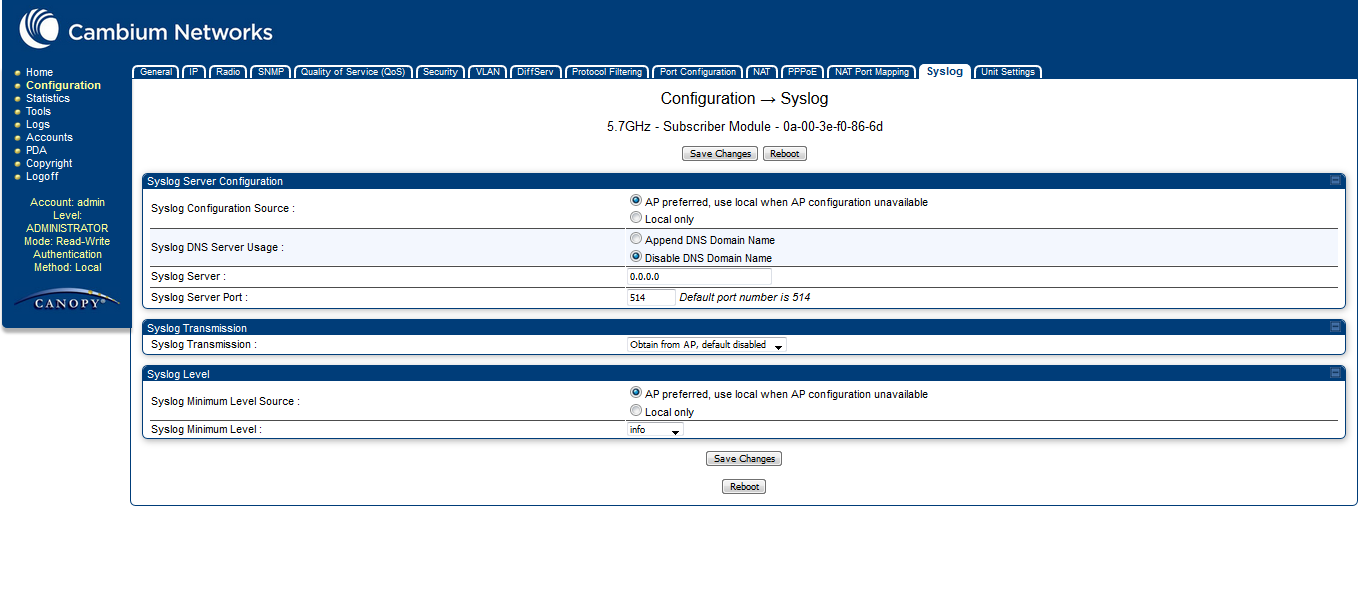 Cambium Networks
Home
Configuration
Statistics
Tools
Logs
Accounts
PDA
Copyright
Logoff
Account: admin
Level:
ADMINISTRATOR
Mode: Read-Write
Authentication
Method: Local
CANOPY®
General IP Radio SNMP Quality of Service (QoS) Security VLAN DiffServ Protocol Filtering Port Configuration NAT PPPoE NAT Port Mapping Syslog Unit Settings
Configuration → Syslog
5.7GHz - Subscriber Module - 0a-00-3e-f0-86-6d
Save Changes Reboot
Syslog Server Configuration
Syslog Configuration Source :
AP preferred, use local when AP configuration unavailable
Local only
Syslog DNS Server Usage :
Append DNS Domain Name
Disable DNS Domain Name
Syslog Server : 0.0.0.0
Syslog Server Port : 514 Default port number is 514
Syslog Transmission
Syslog Transmission : Obtain from AP, default disabled
Syslog Level
Syslog Minimum Level Source :
AP preferred, use local when AP configuration unavailable
Local only
Syslog Minimum Level : info
Save Changes
Reboot